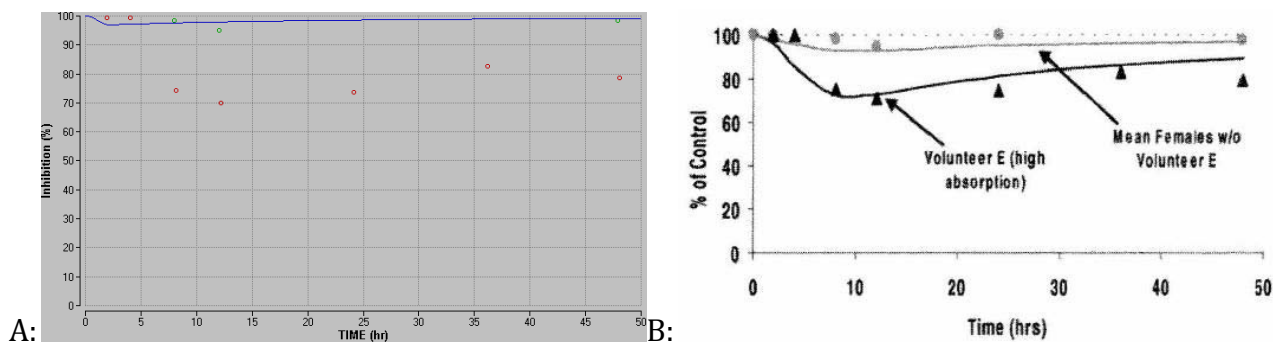 A:
Inhibition (%)
100
90
80
70
60
50
40
30
20
10
0
0 5 10 15 20 25 30 35 40 45 50
TIME (hr)
B:
% of Control
100
80
60
40
20
0
Volunteer E (high
absorption)
Mean Females w/o
Volunteer E
0 10 20 30 40 50
Time (hrs)